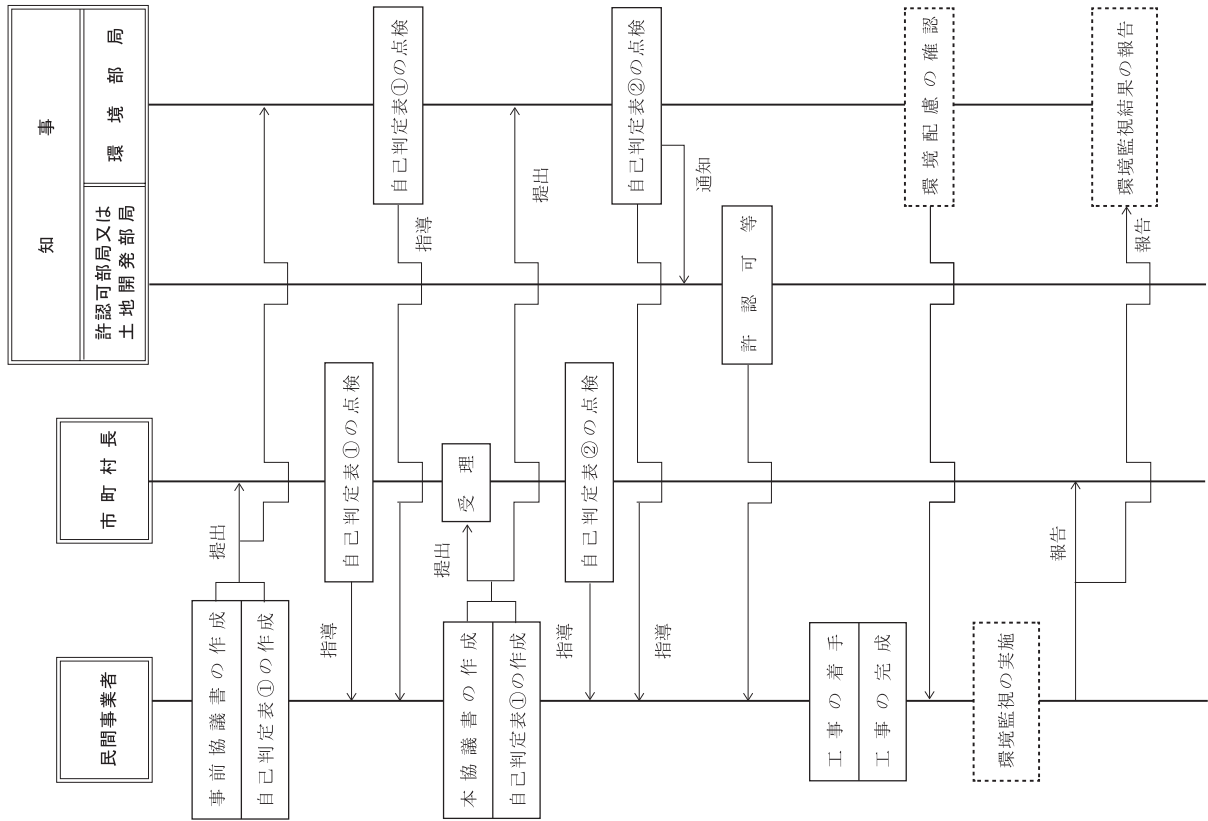 知事
許認可部局又は
土地開発部局
環境部局
市町村長
民間事業者
事前協議書の作成
自己判定表①の作成
提出
自己判定表①の点検
指導
自己判定表①の点検
指導
本協議書の作成
自己判定表①の作成
提出
受理
提出
自己判定表②の点検
指導
自己判定表②の点検
指導
通知
許認可等
工事の着手
工事の完成
環境配慮の確認
環境監視の実施
報告
報告
環境監視結果の報告